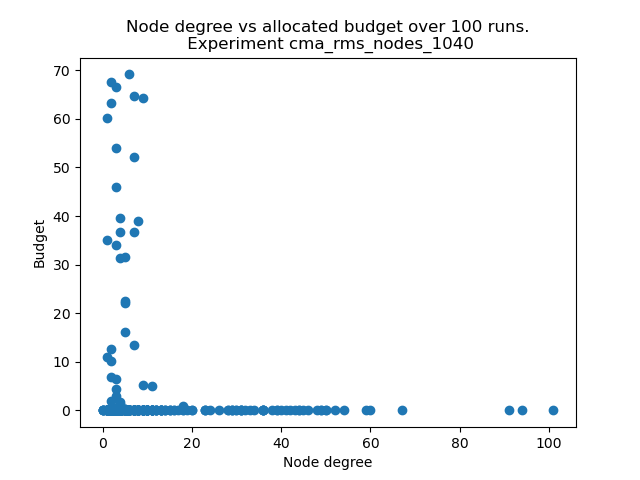 Node degree vs allocated budget over 100 runs.
Experiment cma_rms_nodes_1040
70
60
50
40
30
20
10
0
Budget
0 20 40 60 80 100
Node degree